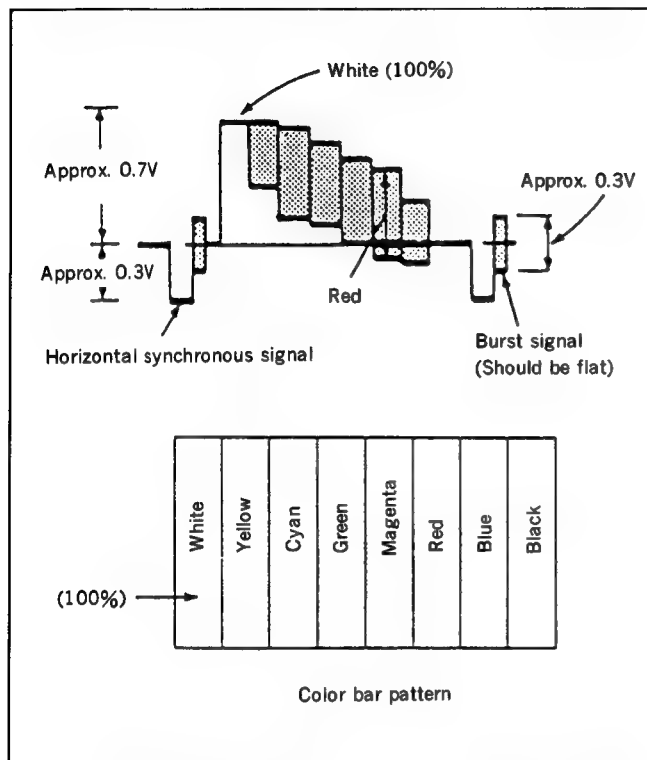 White (100%)
Approx. 0.7V
Approx. 0.3V
Approx. 0.3V
Red
Horizontal synchronous signal
Burst signal
(Should be flat)
White
Yellow
Cyan
Green
Magenta
Red
Blue
Black
(100%)
Color bar pattern